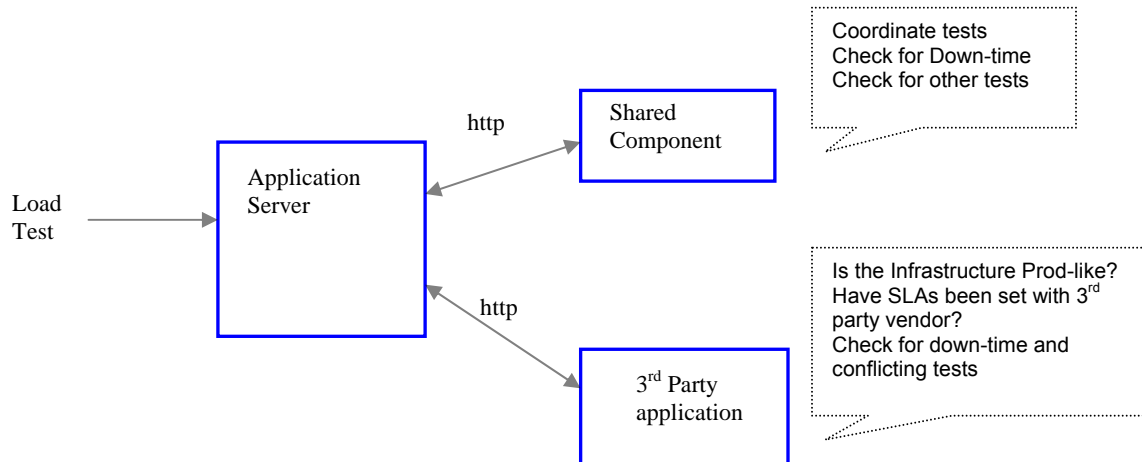 Coordinate tests
Check for Down-time
Check for other tests
http
Shared
Component
Application
Server
Load
Test
Is the Infrastructure Prod-like?
Have SLAs been set with 3rd
party vendor?
Check for down-time and
conflicting tests
http
3rd Party
application